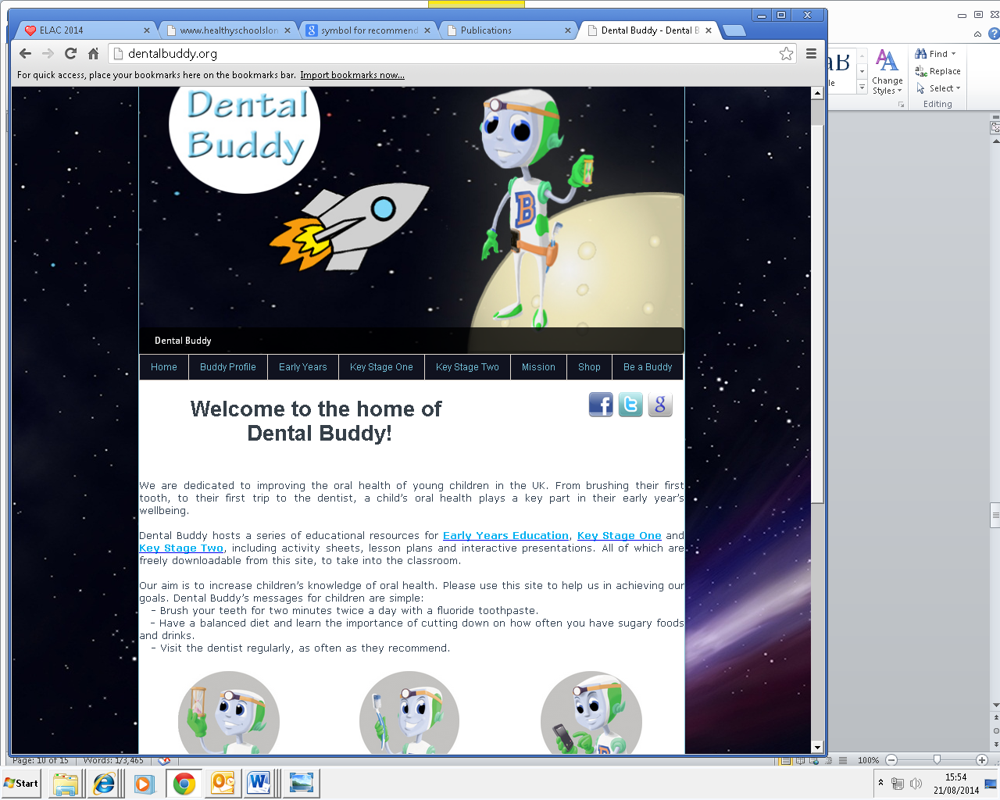 ELAC 2014
www.healthyschoolslon
symbol for recommend
Publications
Dental Buddy - Dental B
dentalbuddy.org
For quick access, place your bookmarks here on the bookmarks bar. Import bookmarks now...
Find
Replace
Select
Change
Styles
Editing
Dental
Buddy
B
Dental Buddy
Home
Buddy Profile
Early Years
Key Stage One
Key Stage Two
Mission
Shop
Be a Buddy
Welcome to the home of
Dental Buddy!
We are dedicated to improving the oral health of young children in the UK. From brushing their first
tooth, to their first trip to the dentist, a child's oral health plays a key part in their early year's
wellbeing.
Dental Buddy hosts a series of educational resources for Early Years Education, Key Stage One and
Key Stage Two, including activity sheets, lesson plans and interactive presentations. All of which are
freely downloadable from this site, to take into the classroom.
Our aim is to increase children's knowledge of oral health. Please use this site to help us in achieving our
goals. Dental Buddy's messages for children are simple:
- Brush your teeth for two minutes twice a day with a fluoride toothpaste.
- Have a balanced diet and learn the importance of cutting down on how often you have sugary foods
and drinks.
- Visit the dentist regularly, as often as they recommend.
Page: 10 of 15
Words: 1/3,465
100%
Start
15:54
21/08/2014